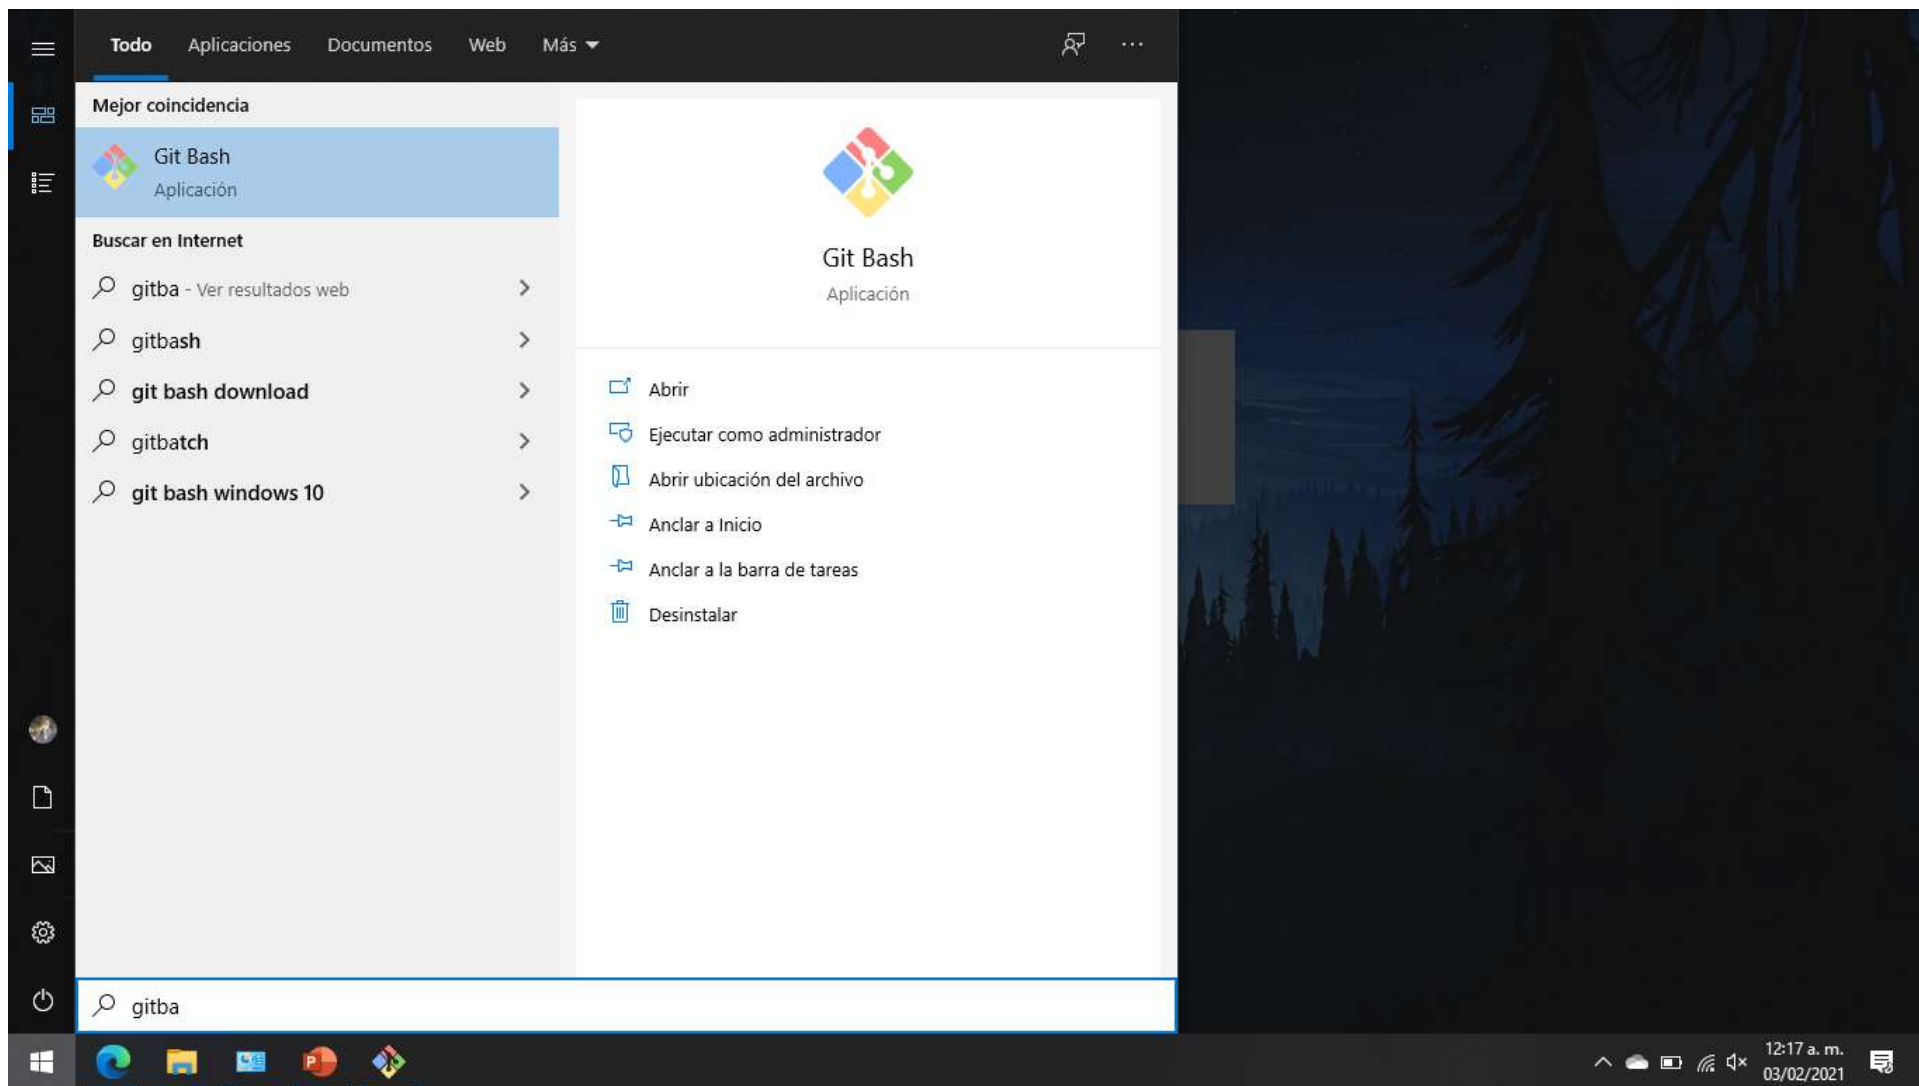 Todo Aplicaciones Documentos Web Más
Mejor coincidencia
Git Bash
Aplicación
Buscar en Internet
gitba - Ver resultados web
gitbash
git bash download
gitbatch
git bash windows 10
Git Bash
Aplicación
Abrir
Ejecutar como administrador
Abrir ubicación del archivo
Anclar a Inicio
Anclar a la barra de tareas
Desinstalar
gitba
P
12:17 a. m.
03/02/2021